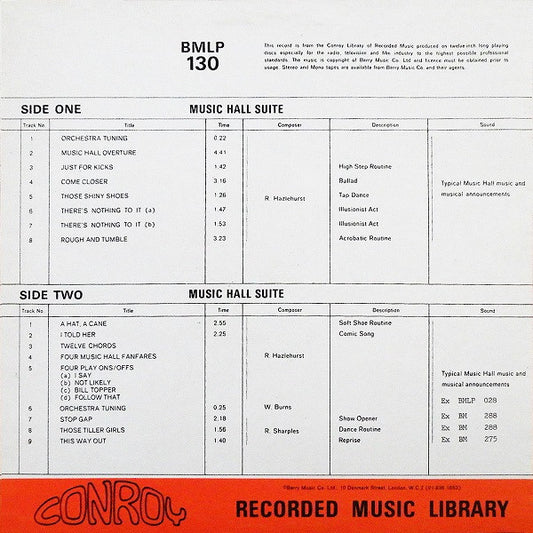 BMLP
130
This record is from the Conroy Library of Recorded Music produced on twelve inch long playing
discs especially for the radio, television and film industry to the highest possible professional
standards. The music is copyright of Berry Music Co. Ltd and licence must be obtained prior to
usage. Stereo and Mono tapes are available from Berry Music Co. and their agents.
SIDE ONE MUSIC HALL SUITE
Track No. Title Time Composer Description Sound
1 ORCHESTRA TUNING 0.22
2 MUSIC HALL OVERTURE 4.41
3 JUST FOR KICKS 1.42 High Step Routine
4 COME CLOSER 3.16 Ballad
Typical Music Hall music and
5 THOSE SHINY SHOES 1.26 R. Hazlehurst Tap Dance musical announcements
6 THERE'S NOTHING TO IT (a) 1.47 Illusionist Act
7 THERE'S NOTHING TO IT (b) 1.53 Illusionist Act
8 ROUGH AND TUMBLE 3.23 Acrobatic Routine
SIDE TWO MUSIC HALL SUITE
Track No. Title Time Composer Description Sound
1 A HAT, A CANE 2.55 Soft Shoe Routine
2 I TOLD HER 2.25 Comic Song
3 TWELVE CHORDS
4 FOUR MUSIC HALL FANFARES R. Hazlehurst
5 FOUR PLAY ONS/OFFS
(a) I SAY Typical Music Hall music and
(b) NOT LIKELY musical announcements
(c) BILL TOPPER
(d) FOLLOW THAT Ex BMLP 028
6 ORCHESTRA TUNING 0.25 W. Burns
7 STOP GAP 2.18 Show Opener Ex BM 288
8 THOSE TILLER GIRLS 1.56 R. Sharples Dance Routine Ex BM 288
9 THIS WAY OUT 1.40 Reprise Ex BM 275
©Berry Music Co. Ltd., 10 Denmark Street, London, W.C.2
CONROY RECORDED MUSIC LIBRARY